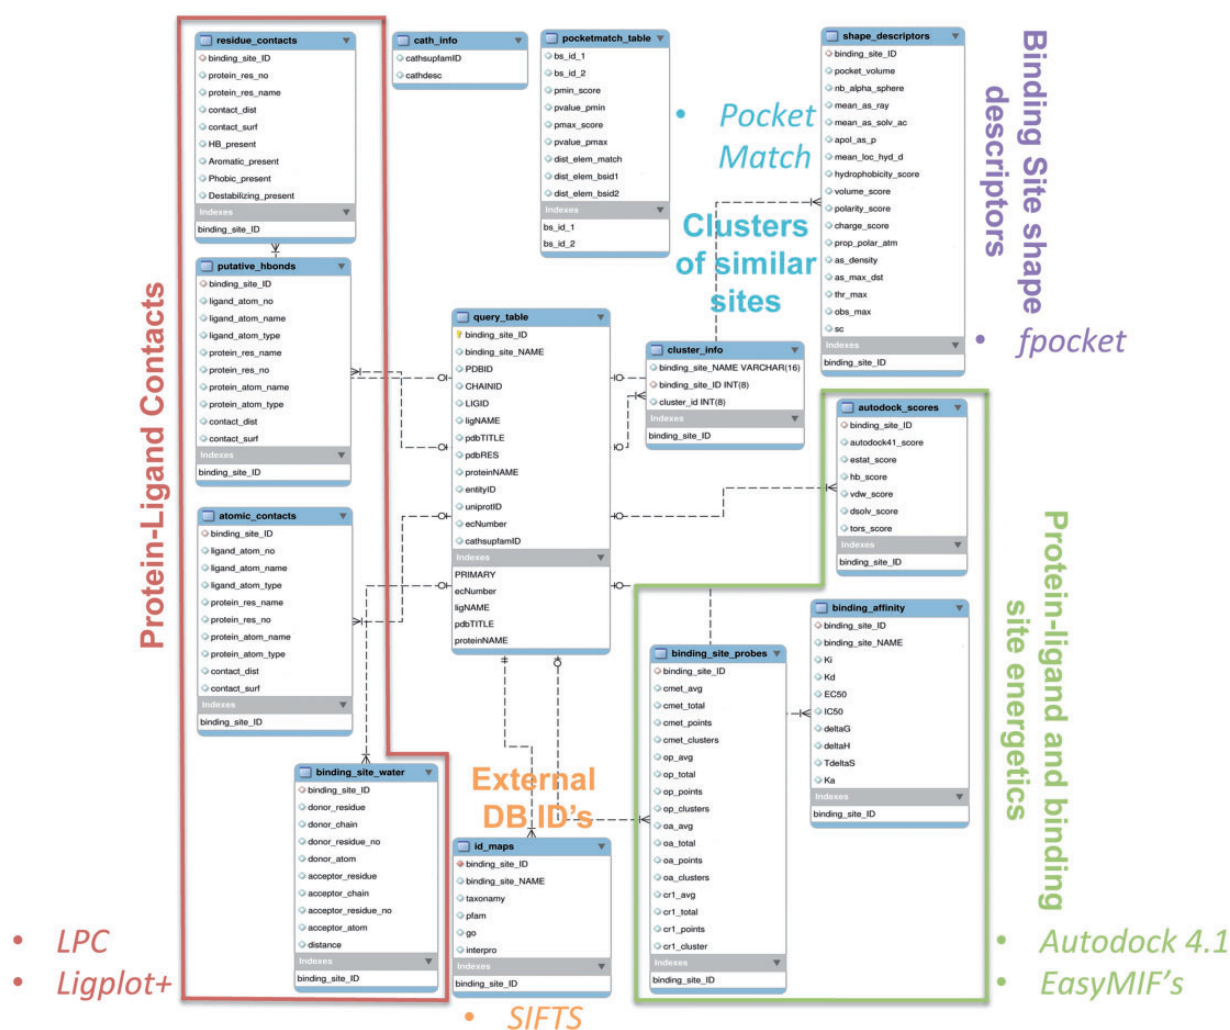 residue_contacts
binding_site_ID
protein_res_no
protein_res_name
contact_dist
contact_surf
HB_present
Aromatic_present
Phobic_present
Destabilizing_present
Indexes
binding_site_ID
cath_info
cathsupfamID
cathdesc
pocketmatch_table
bs_id_1
bs_id_2
pmin_score
pvalue_pmin
pmax_score
pvalue_pmax
dist_elem_match
dist_elem_bsid1
dist_elem_bsid2
Indexes
bs_id_1
bs_id_2
• Pocket
Match
Clusters
of similar
sites
shape_descriptors
binding_site_ID
pocket_volume
nb_alpha_sphere
mean_as_ray
mean_as_solv_ac
apol_as_p
mean_loc_hyd_d
hydrophobicity_score
volume_score
polarity_score
charge_score
prop_polar_atm
as_density
as_max_dst
thr_max
obs_max
sc
Indexes
binding_site_ID
Binding Site shape
descriptors
• fpocket
Protein-Ligand Contacts
putative_hbonds
binding_site_ID
ligand_atom_no
ligand_atom_name
ligand_atom_type
protein_res_name
protein_res_no
protein_atom_name
protein_atom_type
contact_dist
contact_surf
Indexes
binding_site_ID
query_table
binding_site_ID
binding_site_NAME
PDBID
CHAINID
LIGID
ligNAME
pdbTITLE
pdbRES
proteinNAME
entityID
uniprotID
ecNumber
cathsupfamID
Indexes
PRIMARY
ecNumber
ligNAME
pdbTITLE
proteinNAME
cluster_info
binding_site_NAME VARCHAR(16)
binding_site_ID INT(8)
cluster_id INT(8)
Indexes
binding_site_ID
autodock_scores
binding_site_ID
autodock41_score
estat_score
hb_score
vdw_score
dsolv_score
tors_score
Indexes
binding_site_ID
atomic_contacts
binding_site_ID
ligand_atom_no
ligand_atom_name
ligand_atom_type
protein_res_name
protein_res_no
protein_atom_name
protein_atom_type
contact_dist
contact_surf
Indexes
binding_site_ID
binding_affinity
binding_site_ID
binding_site_NAME
Ki
Kd
EC50
IC50
deltaG
deltaH
TdeltaS
Ka
Indexes
binding_site_ID
binding_site_probes
binding_site_ID
cmet_avg
cmet_total
cmet_points
cmet_clusters
op_avg
op_total
op_points
op_clusters
oa_avg
oa_total
oa_points
oa_clusters
cr1_avg
cr1_total
cr1_points
cr1_cluster
Indexes
binding_site_ID
Protein-ligand and binding
site energetics
binding_site_water
binding_site_ID
donor_residue
donor_chain
donor_residue_no
donor_atom
acceptor_residue
acceptor_chain
acceptor_residue_no
acceptor_atom
distance
Indexes
binding_site_ID
External
DB ID's
id_maps
binding_site_ID
binding_site_NAME
taxonamy
pfam
go
interpro
Indexes
binding_site_ID
• LPC
• Ligplot+
• SIFTS
• Autodock 4.1
• EasyMIF's